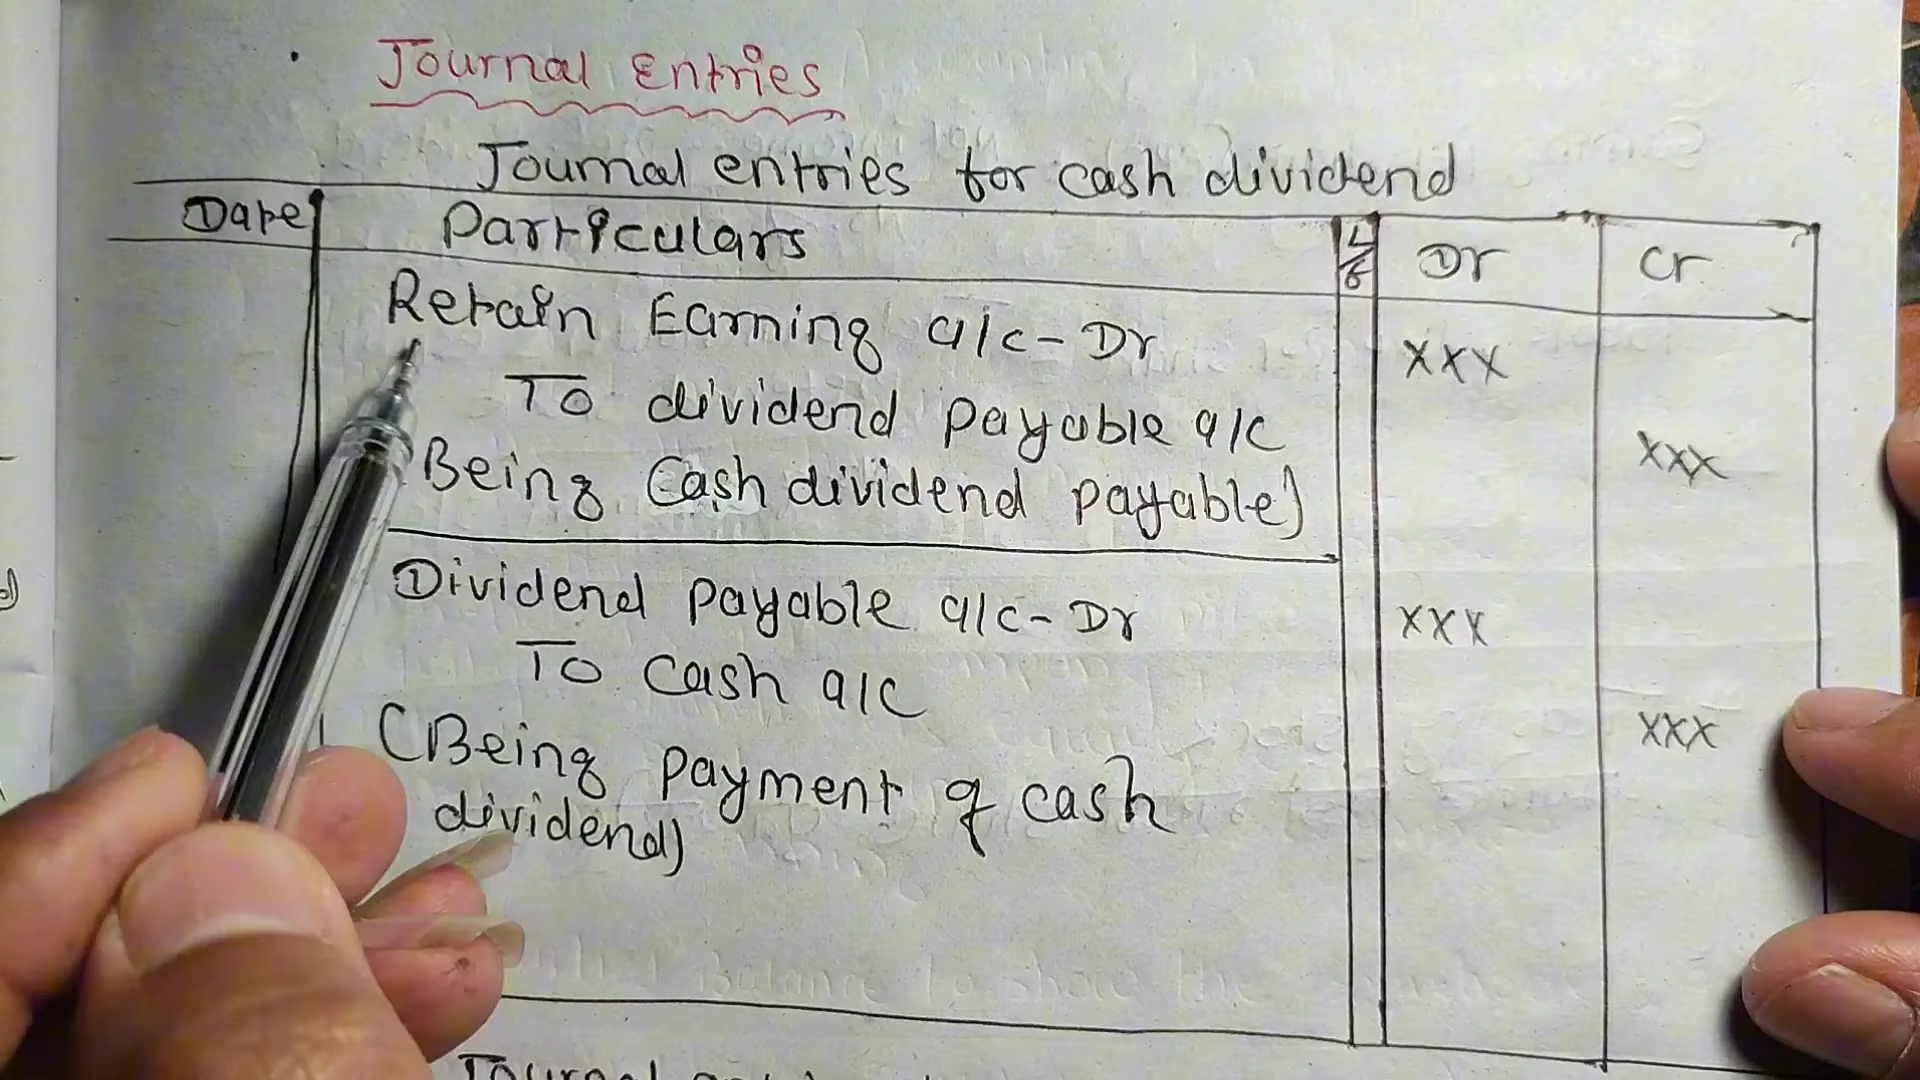 Journal Entries
Journal entries for cash dividend
Date Particulars L/F Dr Cr
Retain Earning a/c - Dr xxx
To dividend payable a/c xxx
Being Cash dividend payable)
Dividend payable a/c - Dr xxx
To Cash a/c xxx
(Being payment of cash
dividend)
Journal